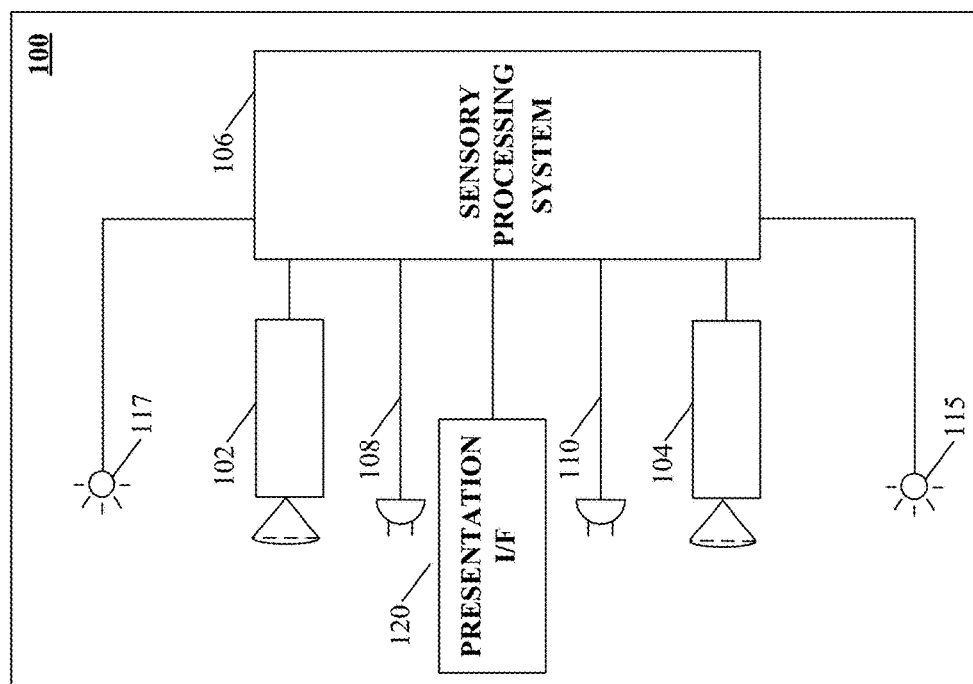 100
106
SENSORY
PROCESSING
SYSTEM
117
102
108
120
PRESENTATION
I/F
110
104
115